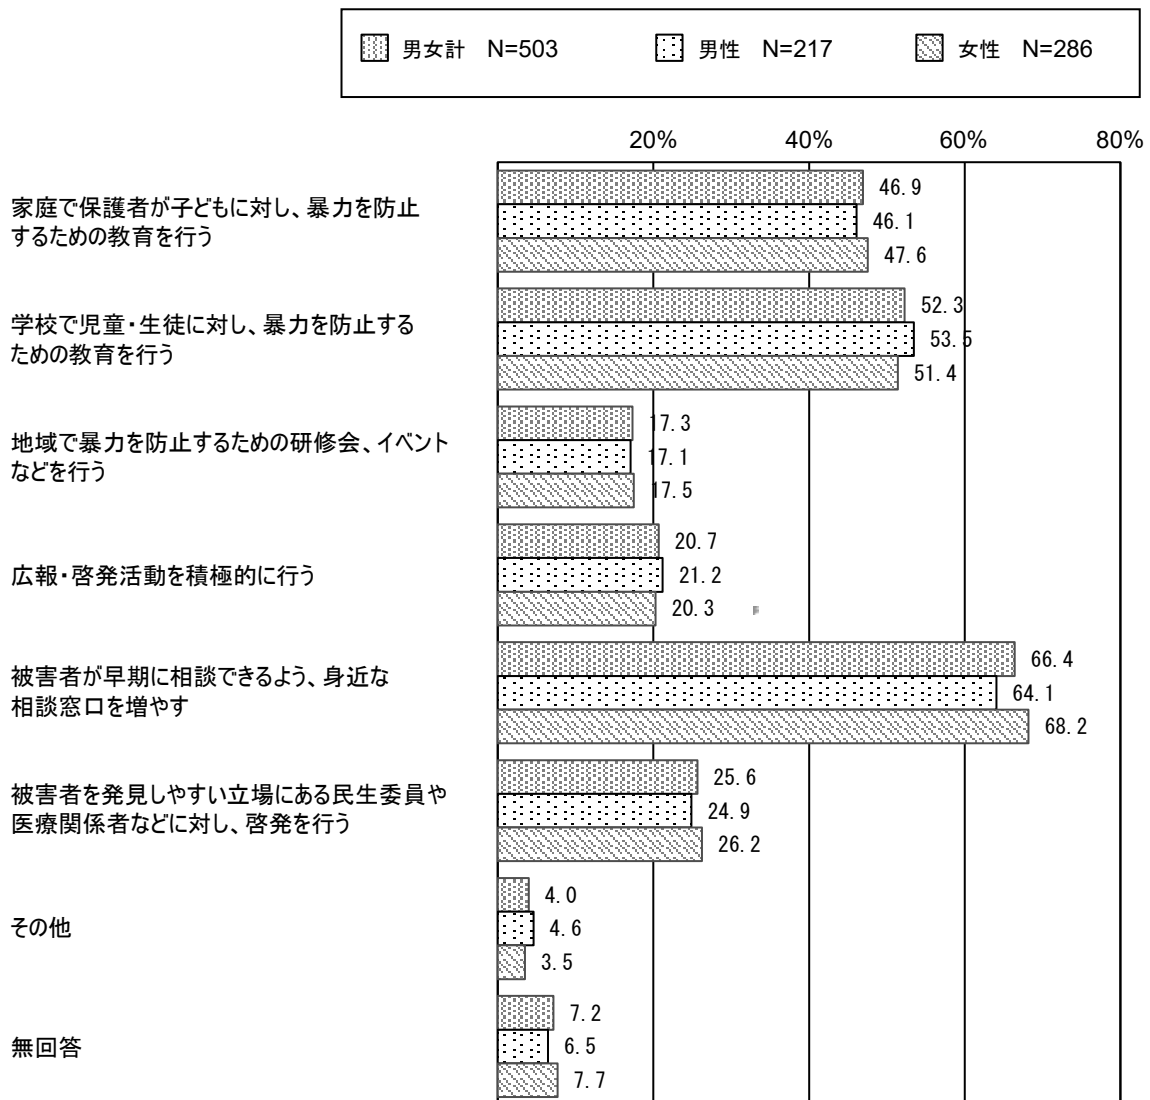 男女計 N=503 男性 N=217 女性 N=286
20% 40% 60% 80%
家庭で保護者が子どもに対し、暴力を防止
するための教育を行う
46.9
46.1
47.6
学校で児童・生徒に対し、暴力を防止する
ための教育を行う
52.3
53.5
51.4
地域で暴力を防止するための研修会、イベント
などを行う
17.3
17.1
17.5
広報・啓発活動を積極的に行う
20.7
21.2
20.3
被害者が早期に相談できるよう、身近な
相談窓口を増やす
66.4
64.1
68.2
被害者を発見しやすい立場にある民生委員や
医療関係者などに対し、啓発を行う
25.6
24.9
26.2
その他
4.0
4.6
3.5
無回答
7.2
6.5
7.7